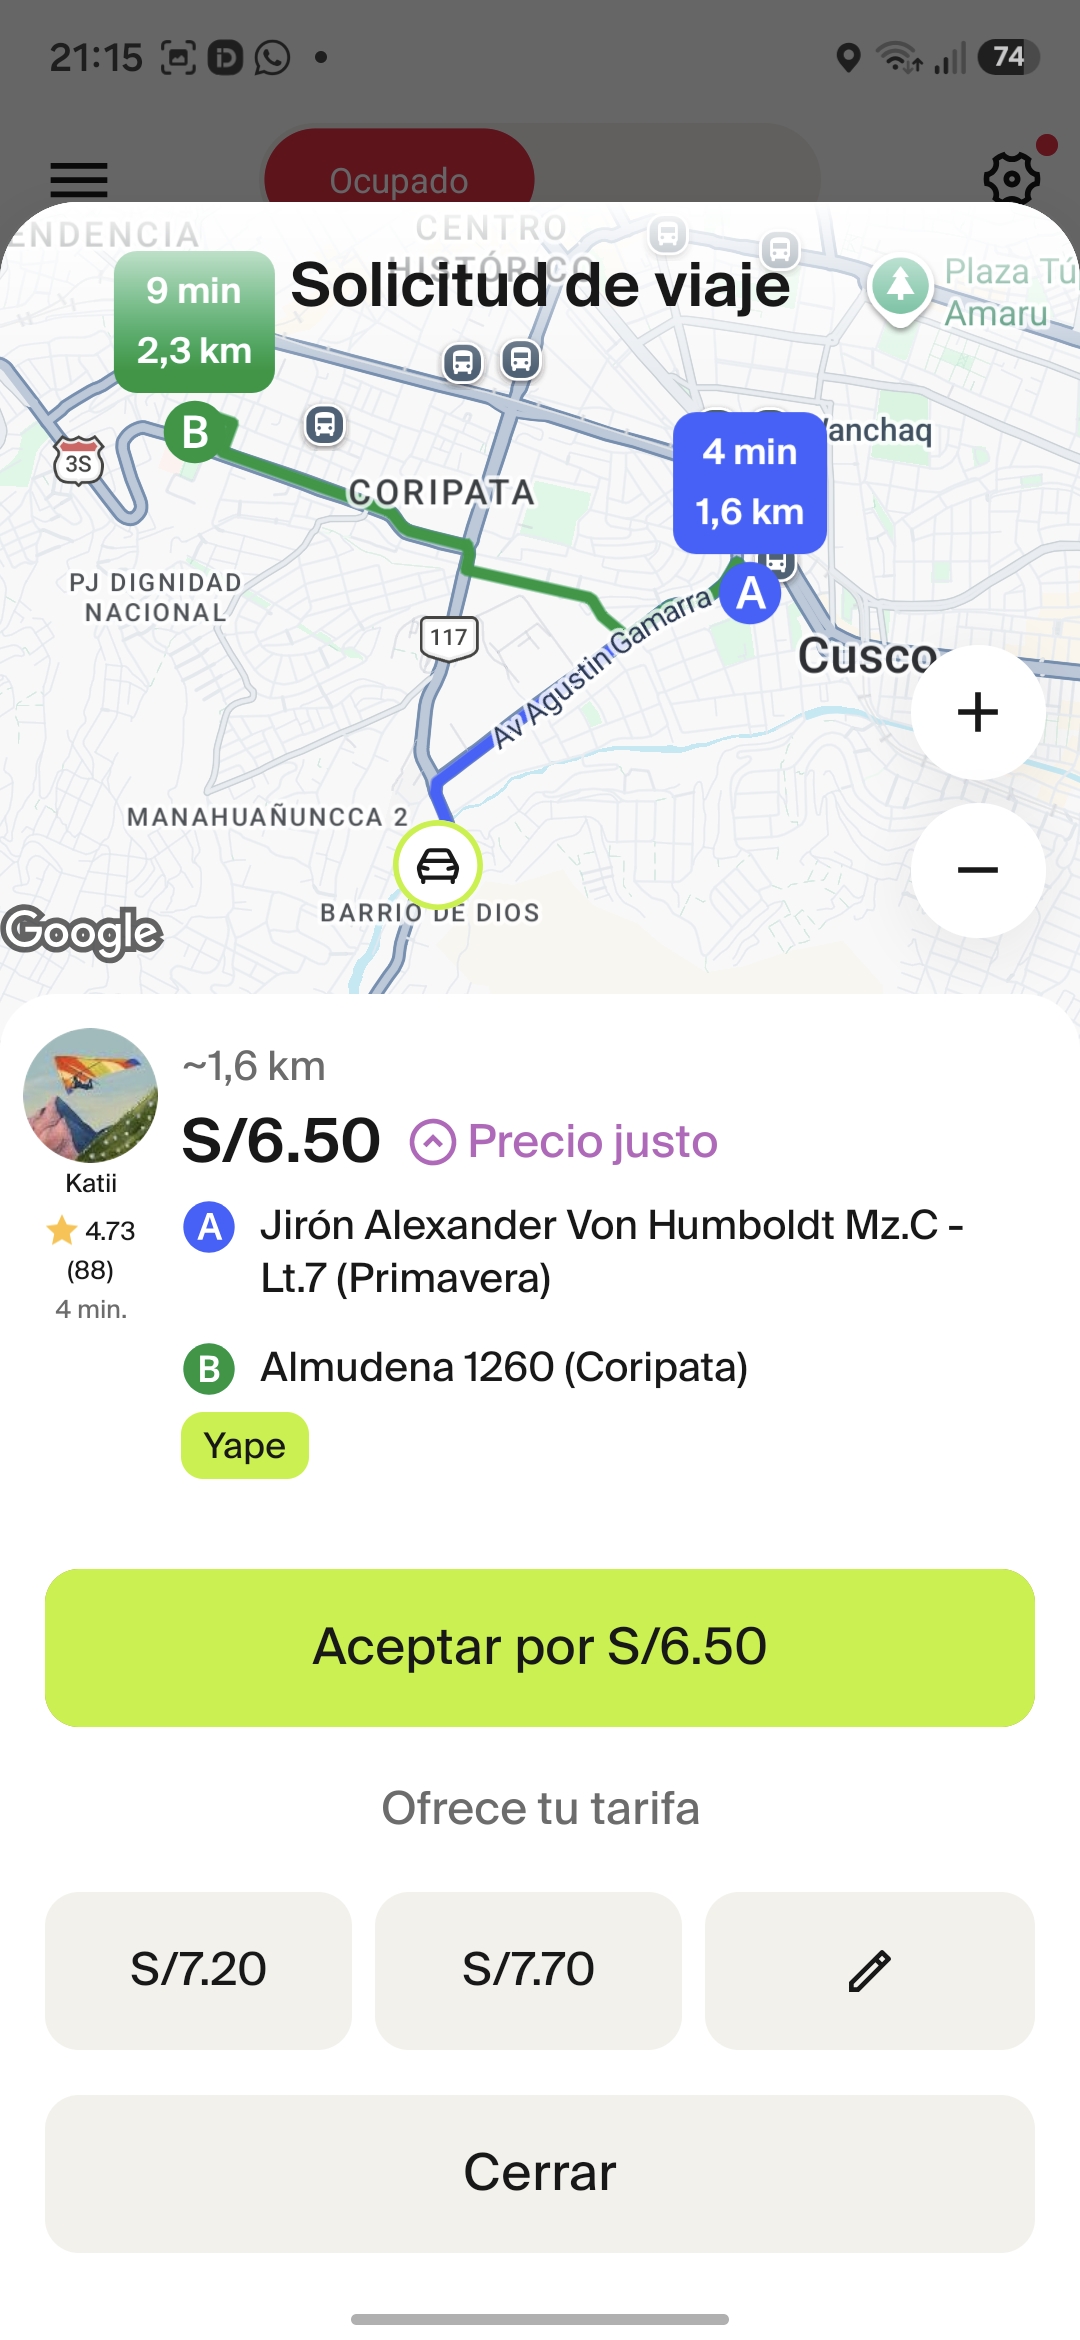 21:15
74
Ocupado
ENDENCIA
CENTRO
HISTÓRICO
Solicitud de viaje
Plaza Tú
Amaru
9 min
2,3 km
B
3S
CORIPATA
Wanchaq
4 min
1,6 km
A
PJ DIGNIDAD
NACIONAL
117
Av Agustin Gamarra
Cusco
+
MANAHUAÑUNCCA 2
−
BARRIO DE DIOS
Google
~1,6 km
S/6.50 Precio justo
Katii
4.73
(88)
4 min.
A Jirón Alexander Von Humboldt Mz.C -
Lt.7 (Primavera)
B Almudena 1260 (Coripata)
Yape
Aceptar por S/6.50
Ofrece tu tarifa
S/7.20
S/7.70
Cerrar